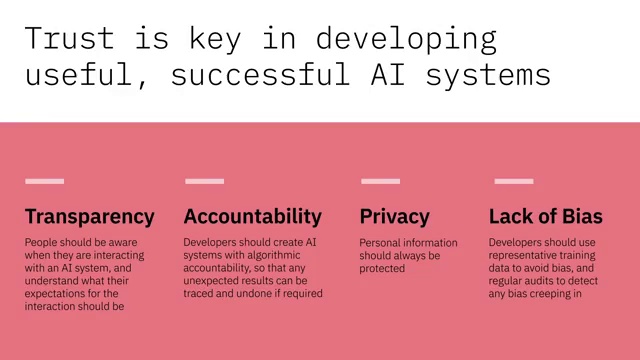 Trust is key in developing
useful, successful AI systems
Transparency
People should be aware
when they are interacting
with an AI system, and
understand what their
expectations for the
interaction should be
Accountability
Developers should create AI
systems with algorithmic
accountability, so that any
unexpected results can be
traced and undone if required
Privacy
Personal information
should always be
protected
Lack of Bias
Developers should use
representative training
data to avoid bias, and
regular audits to detect
any bias creeping in